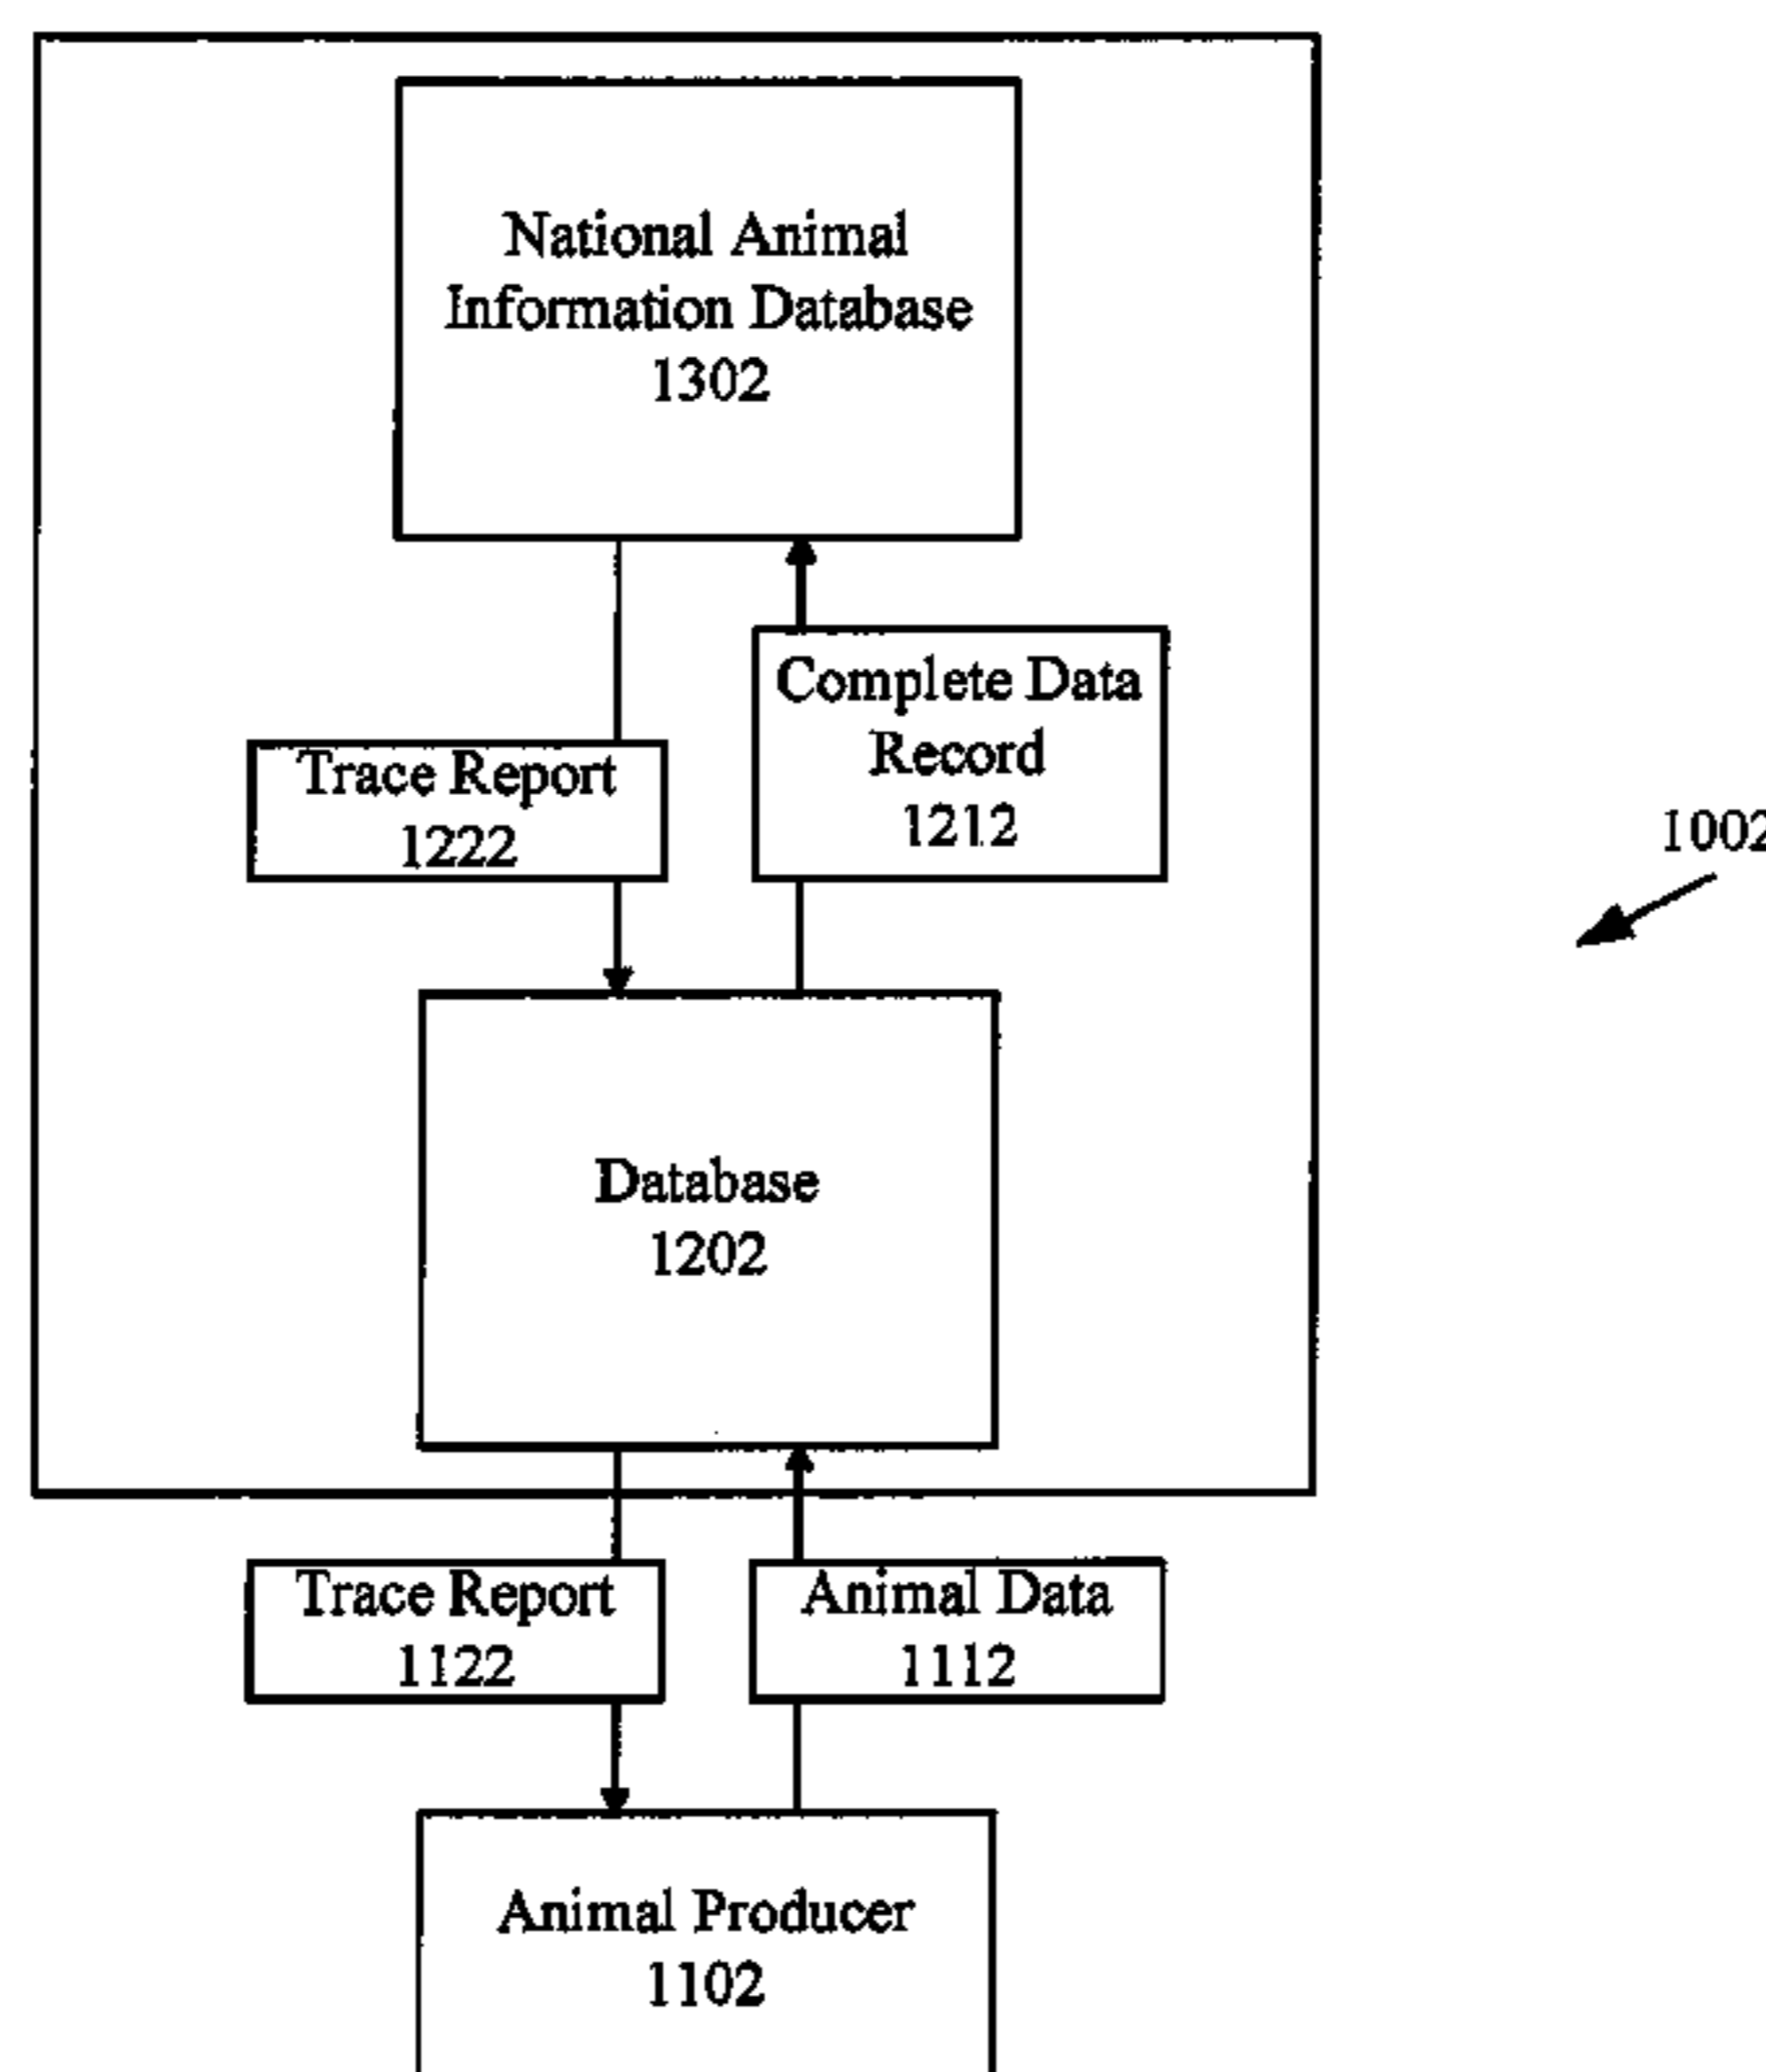 National Animal
Information Database
1302
Complete Data
Record
1212
Trace Report
1222
1002
Database
1202
Trace Report
1122
Animal Data
1112
Animal Producer
1102